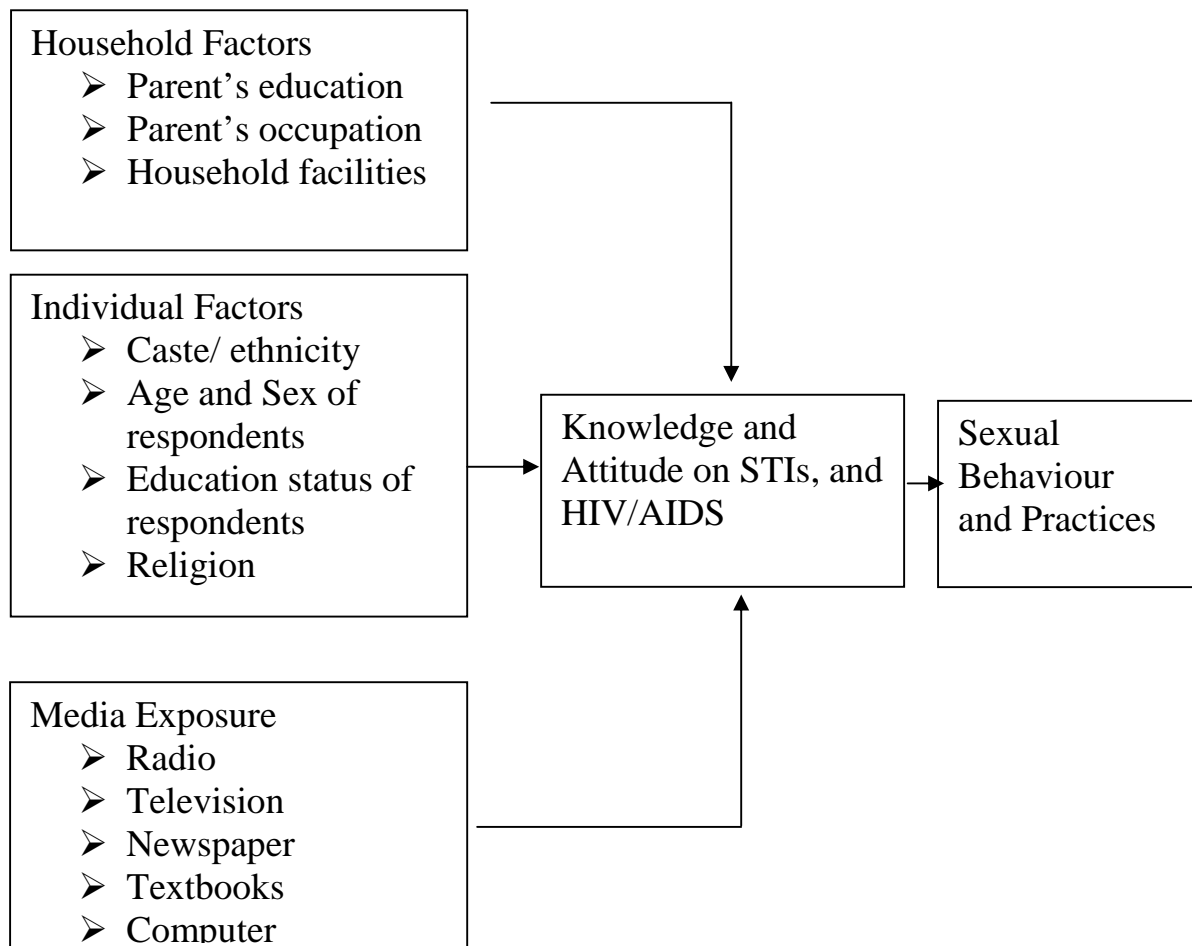 Household Factors
➢ Parent's education
➢ Parent's occupation
➢ Household facilities
Individual Factors
➢ Caste/ ethnicity
➢ Age and Sex of
respondents
➢ Education status of
respondents
➢ Religion
Knowledge and
Attitude on STIs, and
HIV/AIDS
Sexual
Behaviour
and Practices
Media Exposure
➢ Radio
➢ Television
➢ Newspaper
➢ Textbooks
➢ Computer